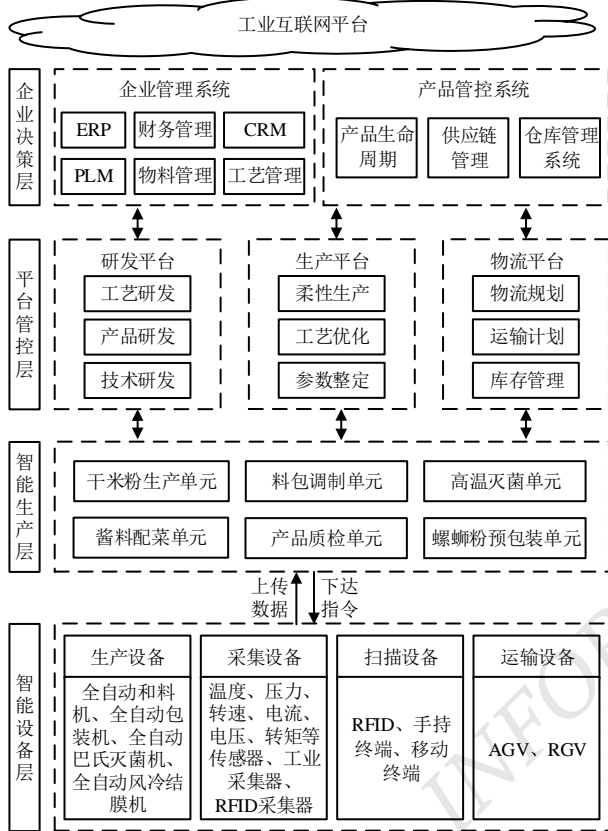 工业互联网平台
企业决策层
企业管理系统
ERP
财务管理
CRM
PLM
物料管理
工艺管理
产品管控系统
产品生命
周期
供应链
管理
仓库管理
系统
平台管控层
研发平台
工艺研发
产品研发
技术研发
生产平台
柔性生产
工艺优化
参数整定
物流平台
物流规划
运输计划
库存管理
智能生产层
干米粉生产单元
料包调制单元
高温灭菌单元
酱料配菜单元
产品质检单元
螺蛳粉预包装单元
上传
数据
下达
指令
智能设备层
生产设备
全自动和料
机、全自动包
装机、全自动
巴氏灭菌机、
全自动风冷结
膜机
采集设备
温度、压力、
转速、电流、
电压、转矩等
传感器、工业
采集器、
RFID采集器
扫描设备
RFID、手持
终端、移动
终端
运输设备
AGV、RGV
INFOR